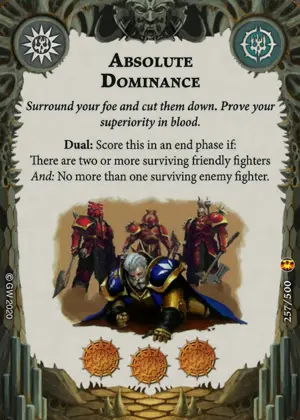 Absolute
Dominance
Surround your foe and cut them down. Prove your
superiority in blood.
Dual: Score this in an end phase if:
There are two or more surviving friendly fighters
And: No more than one surviving enemy fighter.
© GW 2020
257/500